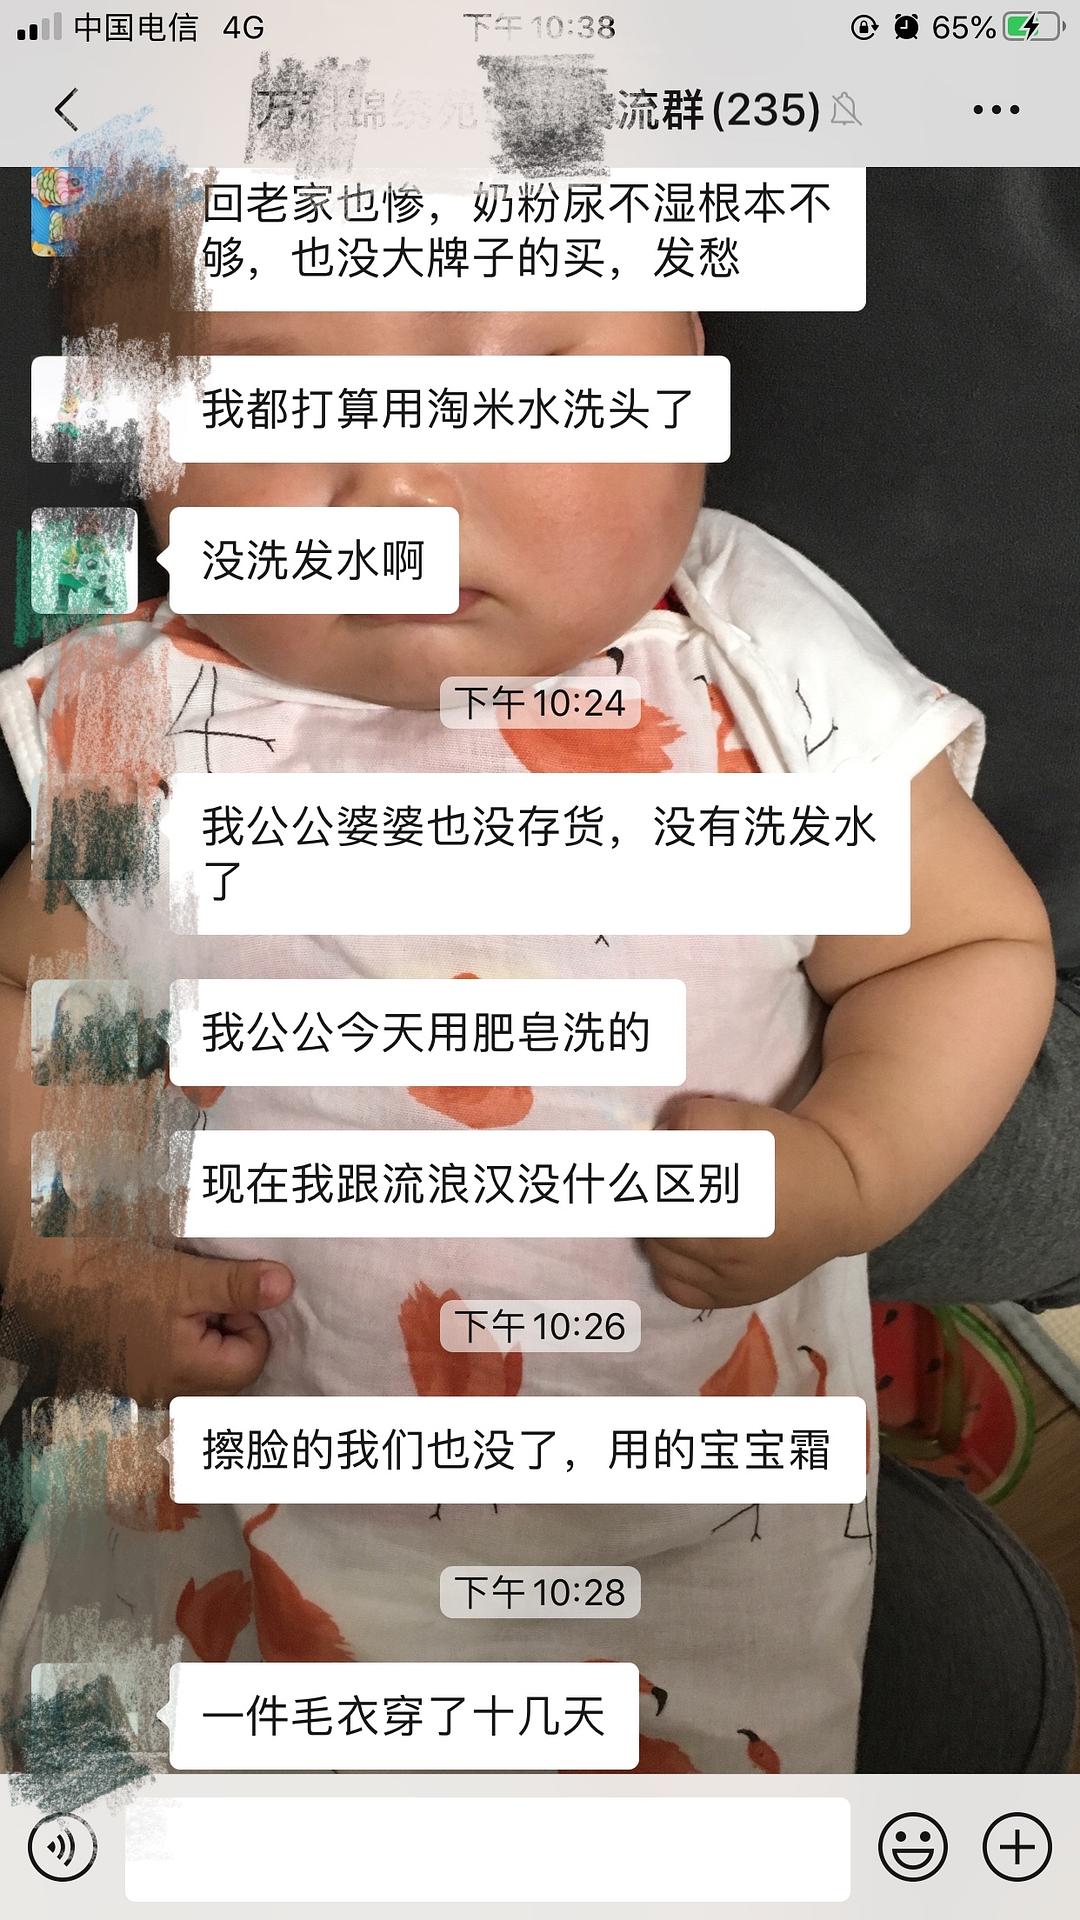 中国电信 4G 下午10:38 65%
流群(235)
回老家也惨，奶粉尿不湿根本不
够，也没大牌子的买，发愁
我都打算用淘米水洗头了
没洗发水啊
下午10:24
我公公婆婆也没存货，没有洗发水
了
我公公今天用肥皂洗的
现在我跟流浪汉没什么区别
下午10:26
擦脸的我们也没了，用的宝宝霜
下午10:28
一件毛衣穿了十几天